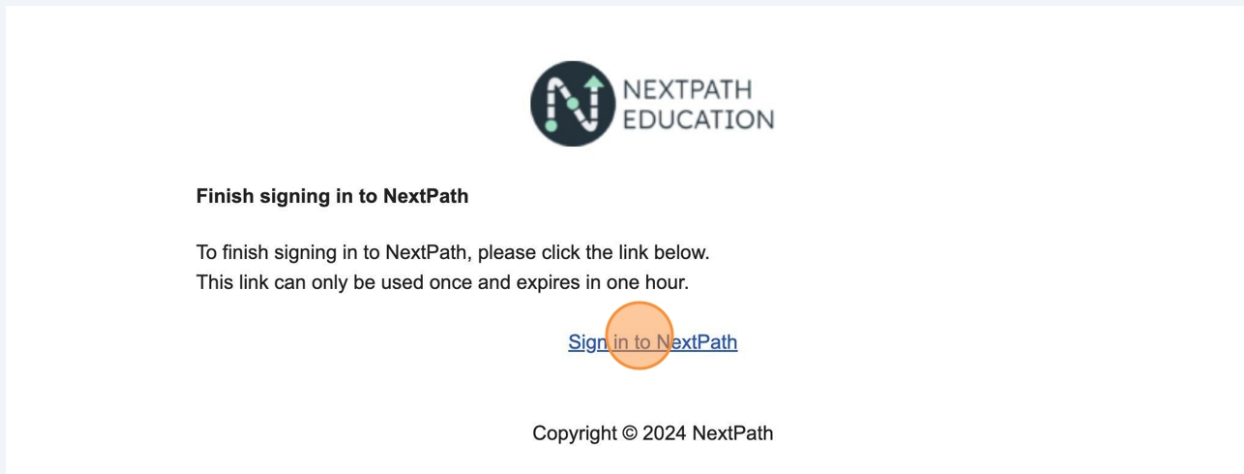 NEXTPATH
EDUCATION
Finish signing in to NextPath
To finish signing in to NextPath, please click the link below.
This link can only be used once and expires in one hour.
Sign in to NextPath
Copyright © 2024 NextPath